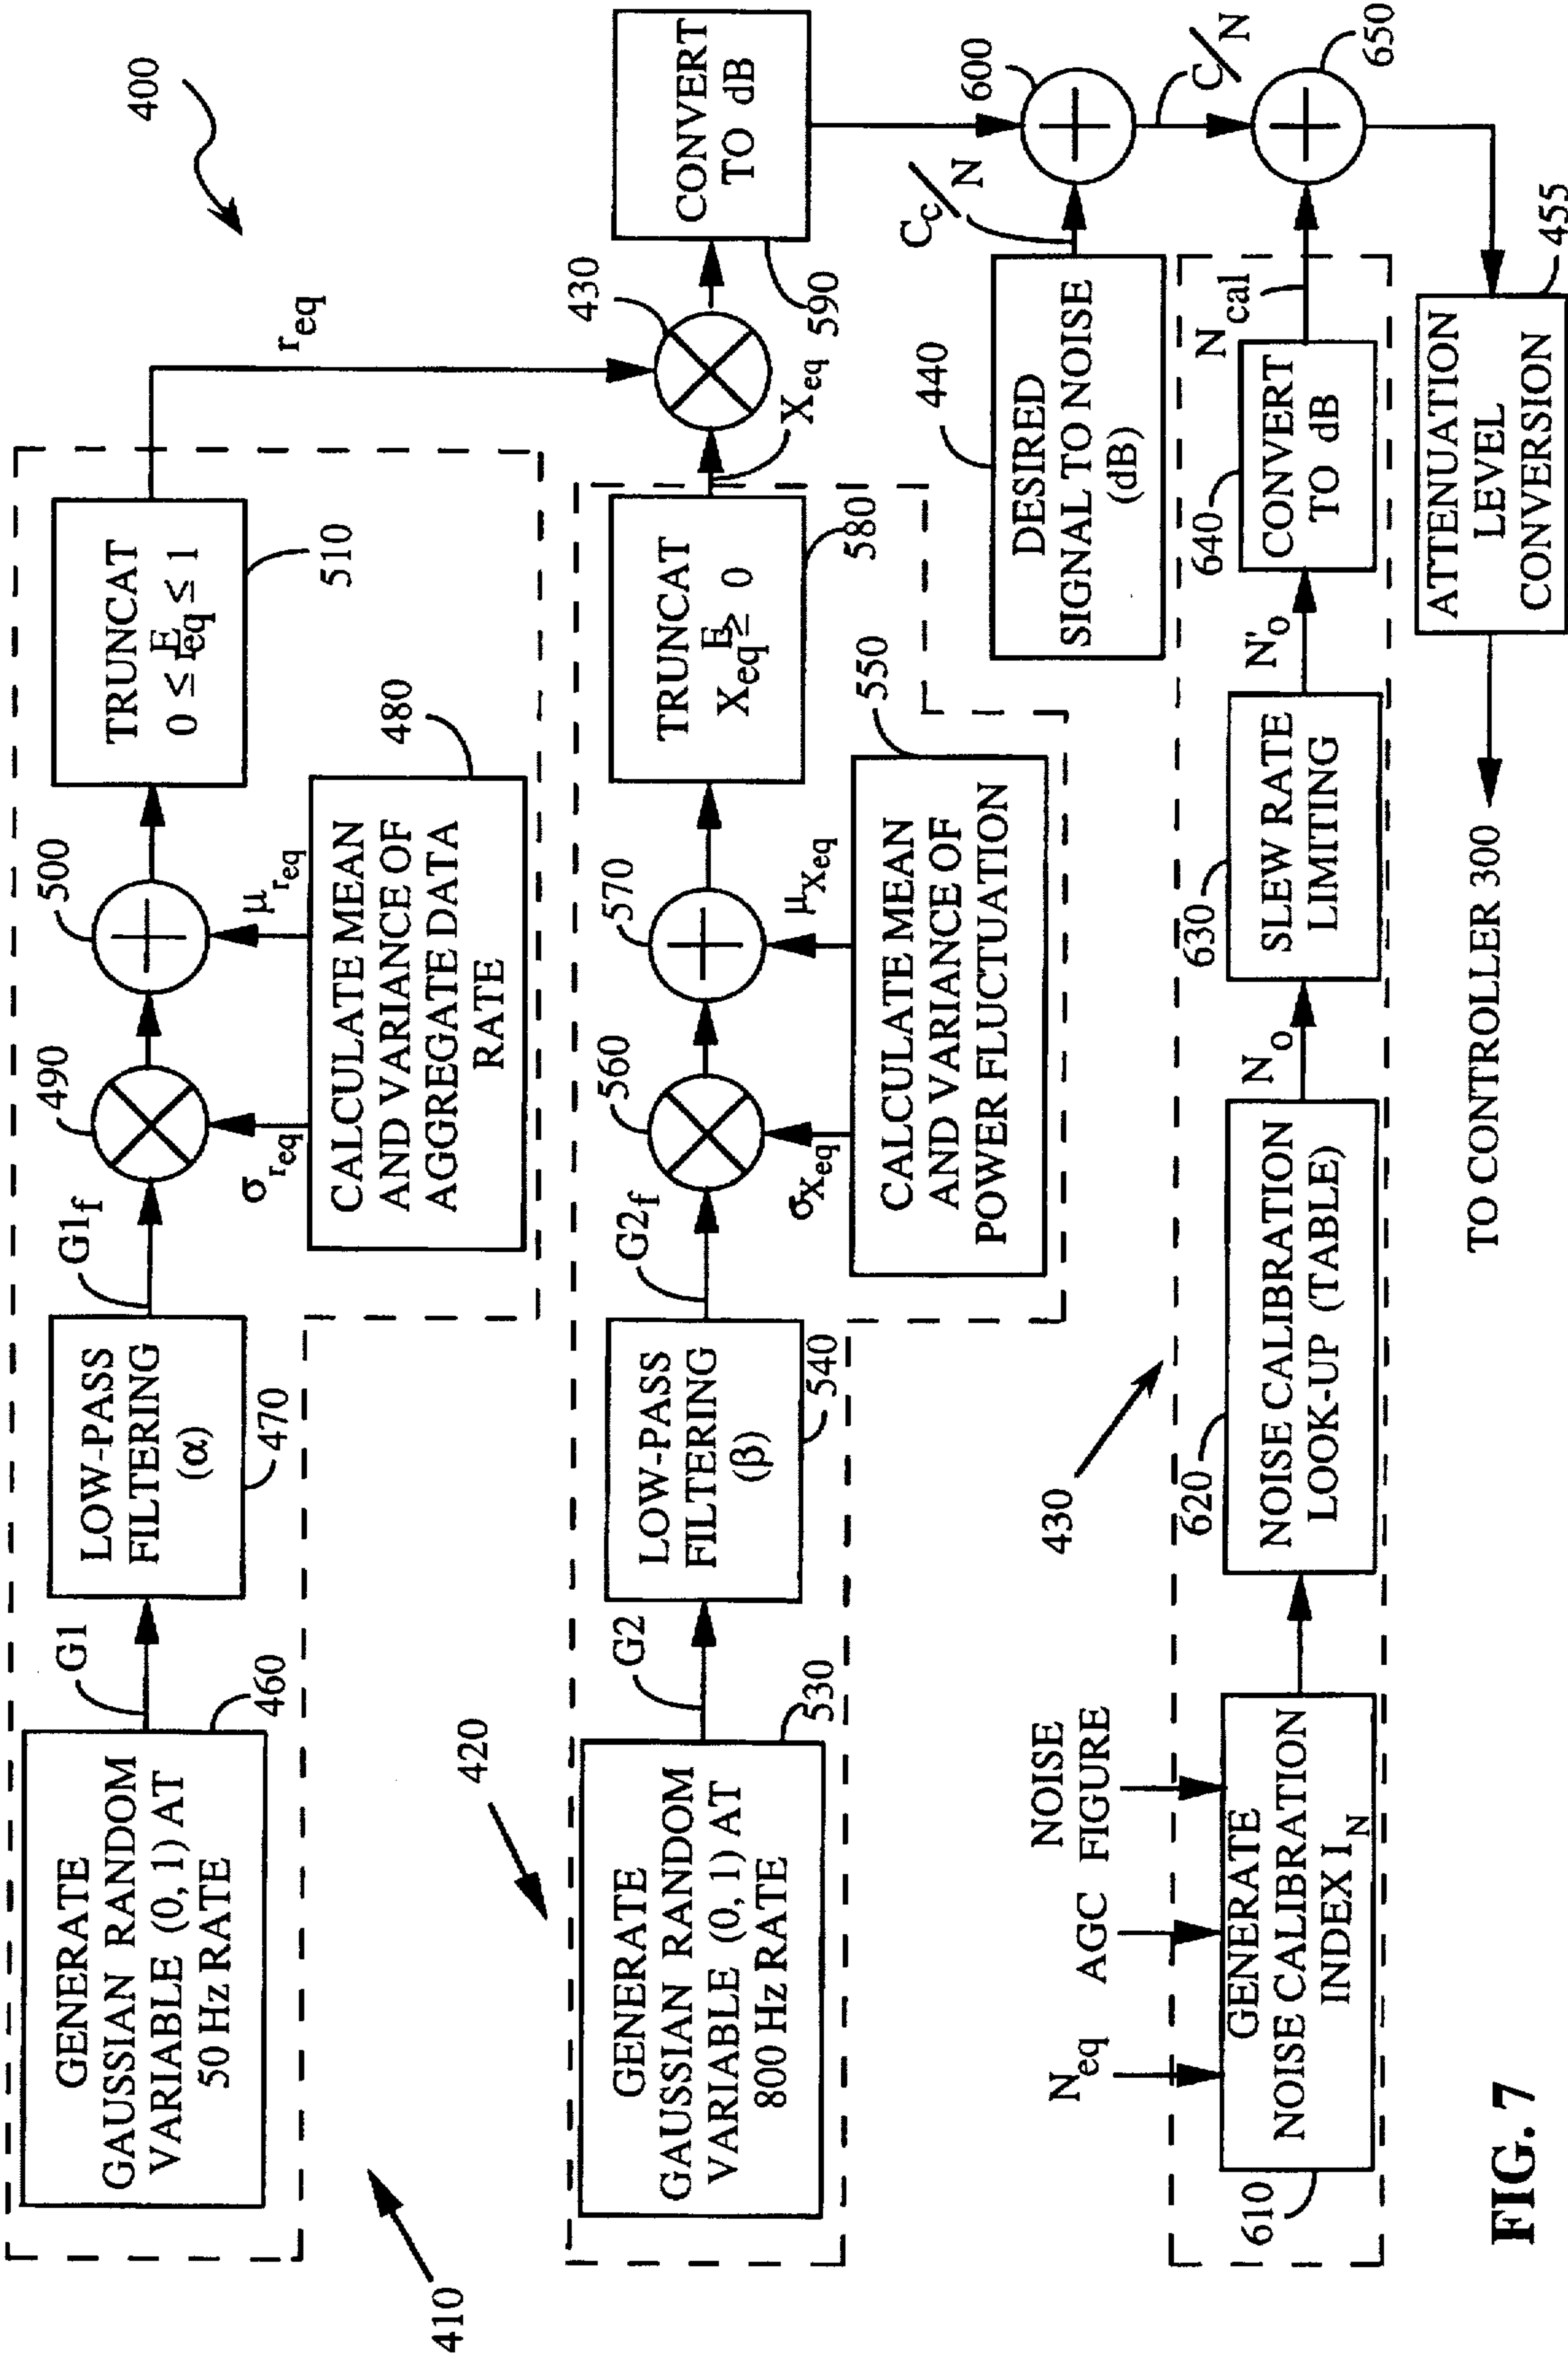 400
410
GENERATE
GAUSSIAN RANDOM
VARIABLE (0, 1) AT
50 Hz RATE
460
G1
LOW-PASS
FILTERING
(α)
470
G1f
490
σreq
500
μreq
CALCULATE MEAN
AND VARIANCE OF
AGGREGATE DATA
RATE
480
TRUNCAT
E
0 ≤ req ≤ 1
510
req
420
GENERATE
GAUSSIAN RANDOM
VARIABLE (0, 1) AT
800 Hz RATE
530
G2
LOW-PASS
FILTERING
(β)
540
G2f
560
σXeq
570
μXeq
CALCULATE MEAN
AND VARIANCE OF
POWER FLUCTUATION
550
TRUNCAT
E
Xeq ≥ 0
580
Xeq
430
CONVERT
TO dB
590
DESIRED
SIGNAL TO NOISE
(dB)
440
Cc/N
600
C/N
650
430
Neq
AGC
NOISE
FIGURE
GENERATE
NOISE CALIBRATION
INDEX IN
610
NOISE CALIBRATION
LOOK-UP (TABLE)
620
No
SLEW RATE
LIMITING
630
N'o
CONVERT
TO dB
640
Ncal
ATTENUATION
LEVEL
CONVERSION
455
TO CONTROLLER 300
FIG. 7